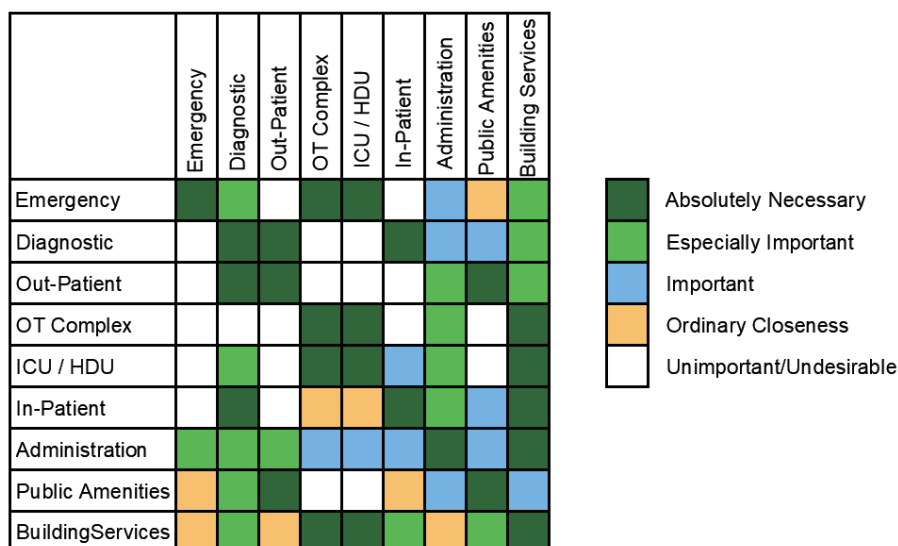 Emergency
Diagnostic
Out-Patient
OT Complex
ICU / HDU
In-Patient
Administration
Public Amenities
Building Services
Emergency
Diagnostic
Out-Patient
OT Complex
ICU / HDU
In-Patient
Administration
Public Amenities
BuildingServices
Absolutely Necessary
Especially Important
Important
Ordinary Closeness
Unimportant/Undesirable